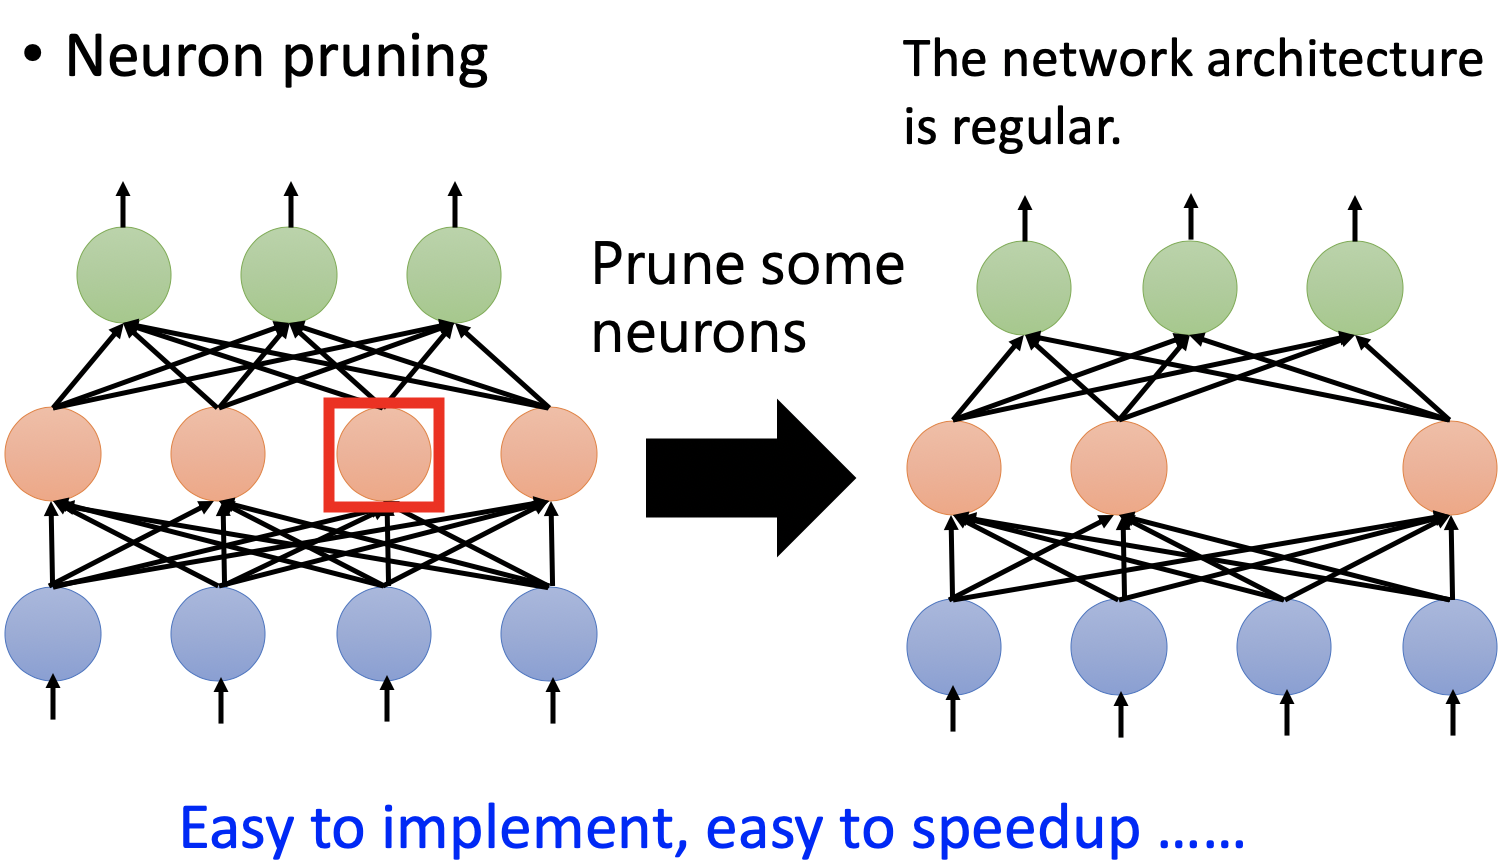 • Neuron pruning
The network architecture
is regular.
Prune some
neurons
Easy to implement, easy to speedup ……